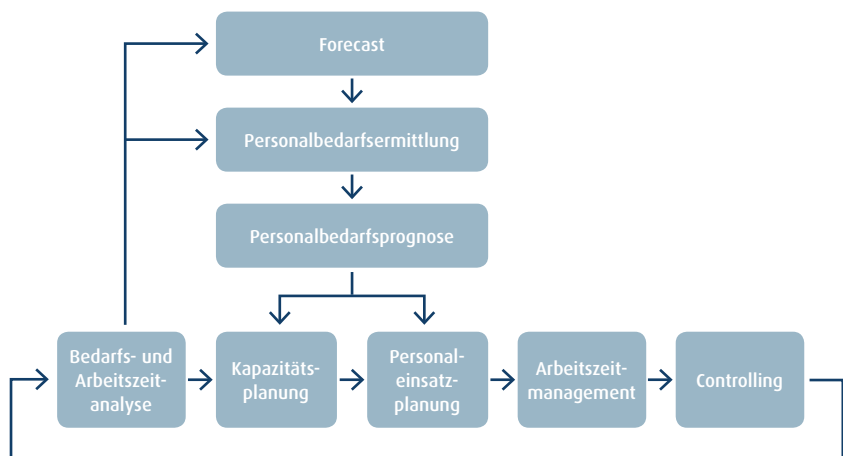 Forecast
Personalbedarfsermittlung
Personalbedarfsprognose
Bedarfs- und
Arbeitszeit-
analyse
Kapazitäts-
planung
Personal-
einsatz-
planung
Arbeitszeit-
management
Controlling